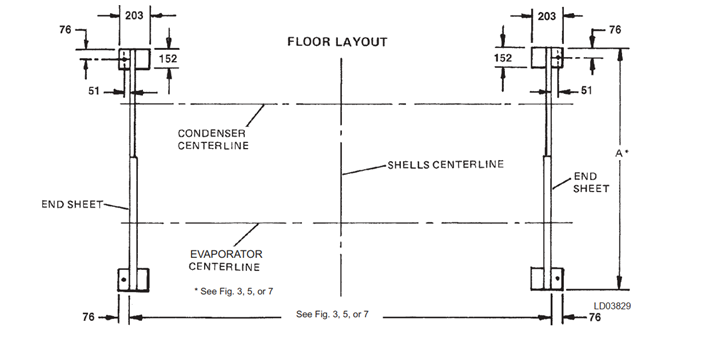 203
203
76
76
FLOOR LAYOUT
152
152
51
51
CONDENSER
CENTERLINE
A*
SHELLS CENTERLINE
END
SHEET
END SHEET
EVAPORATOR
CENTERLINE
* See Fig. 3, 5, or 7
LD03829
76
See Fig. 3, 5, or 7
76